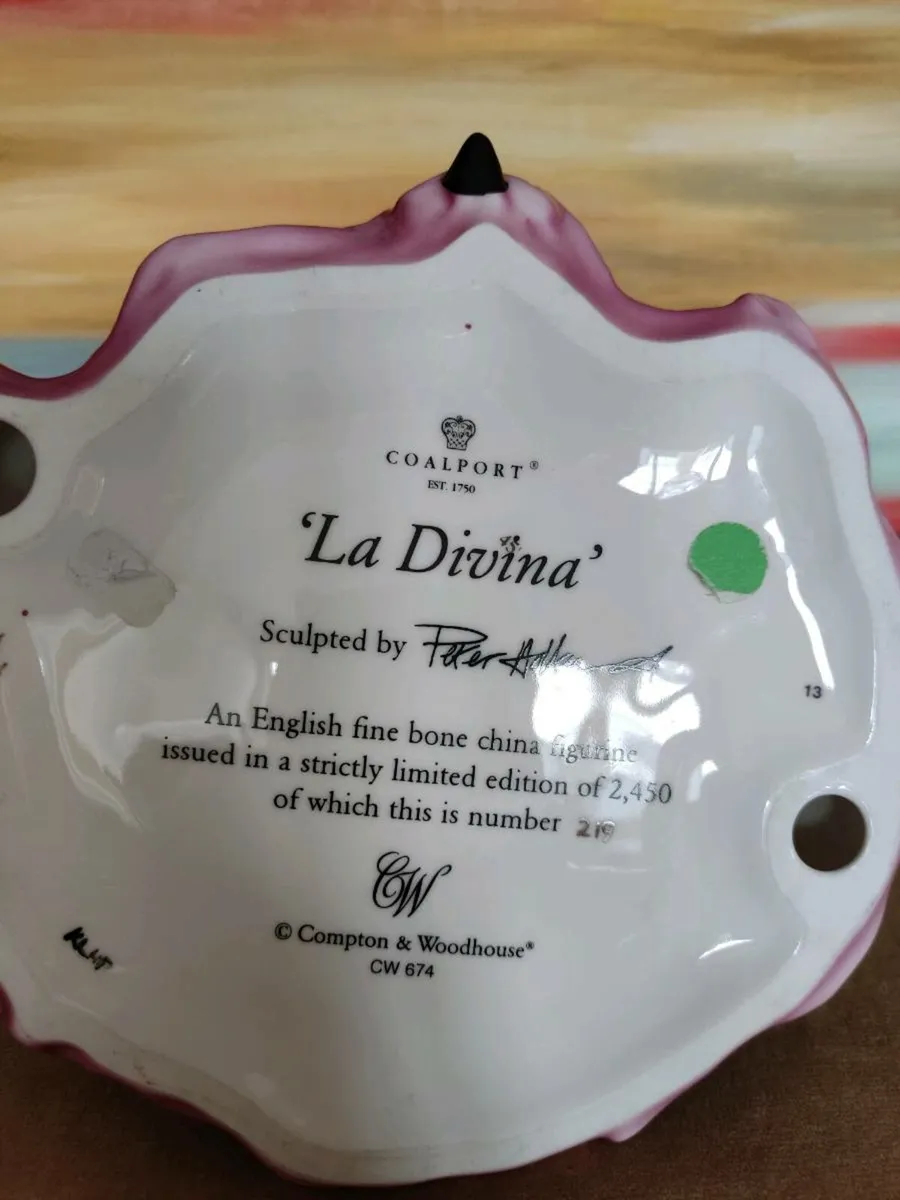 COALPORT®
EST. 1750
'La Divina'
Sculpted by Peter
An English fine bone china figurine
issued in a strictly limited edition of 2,450
of which this is number 219
CW
© Compton & Woodhouse®
CW 674
13